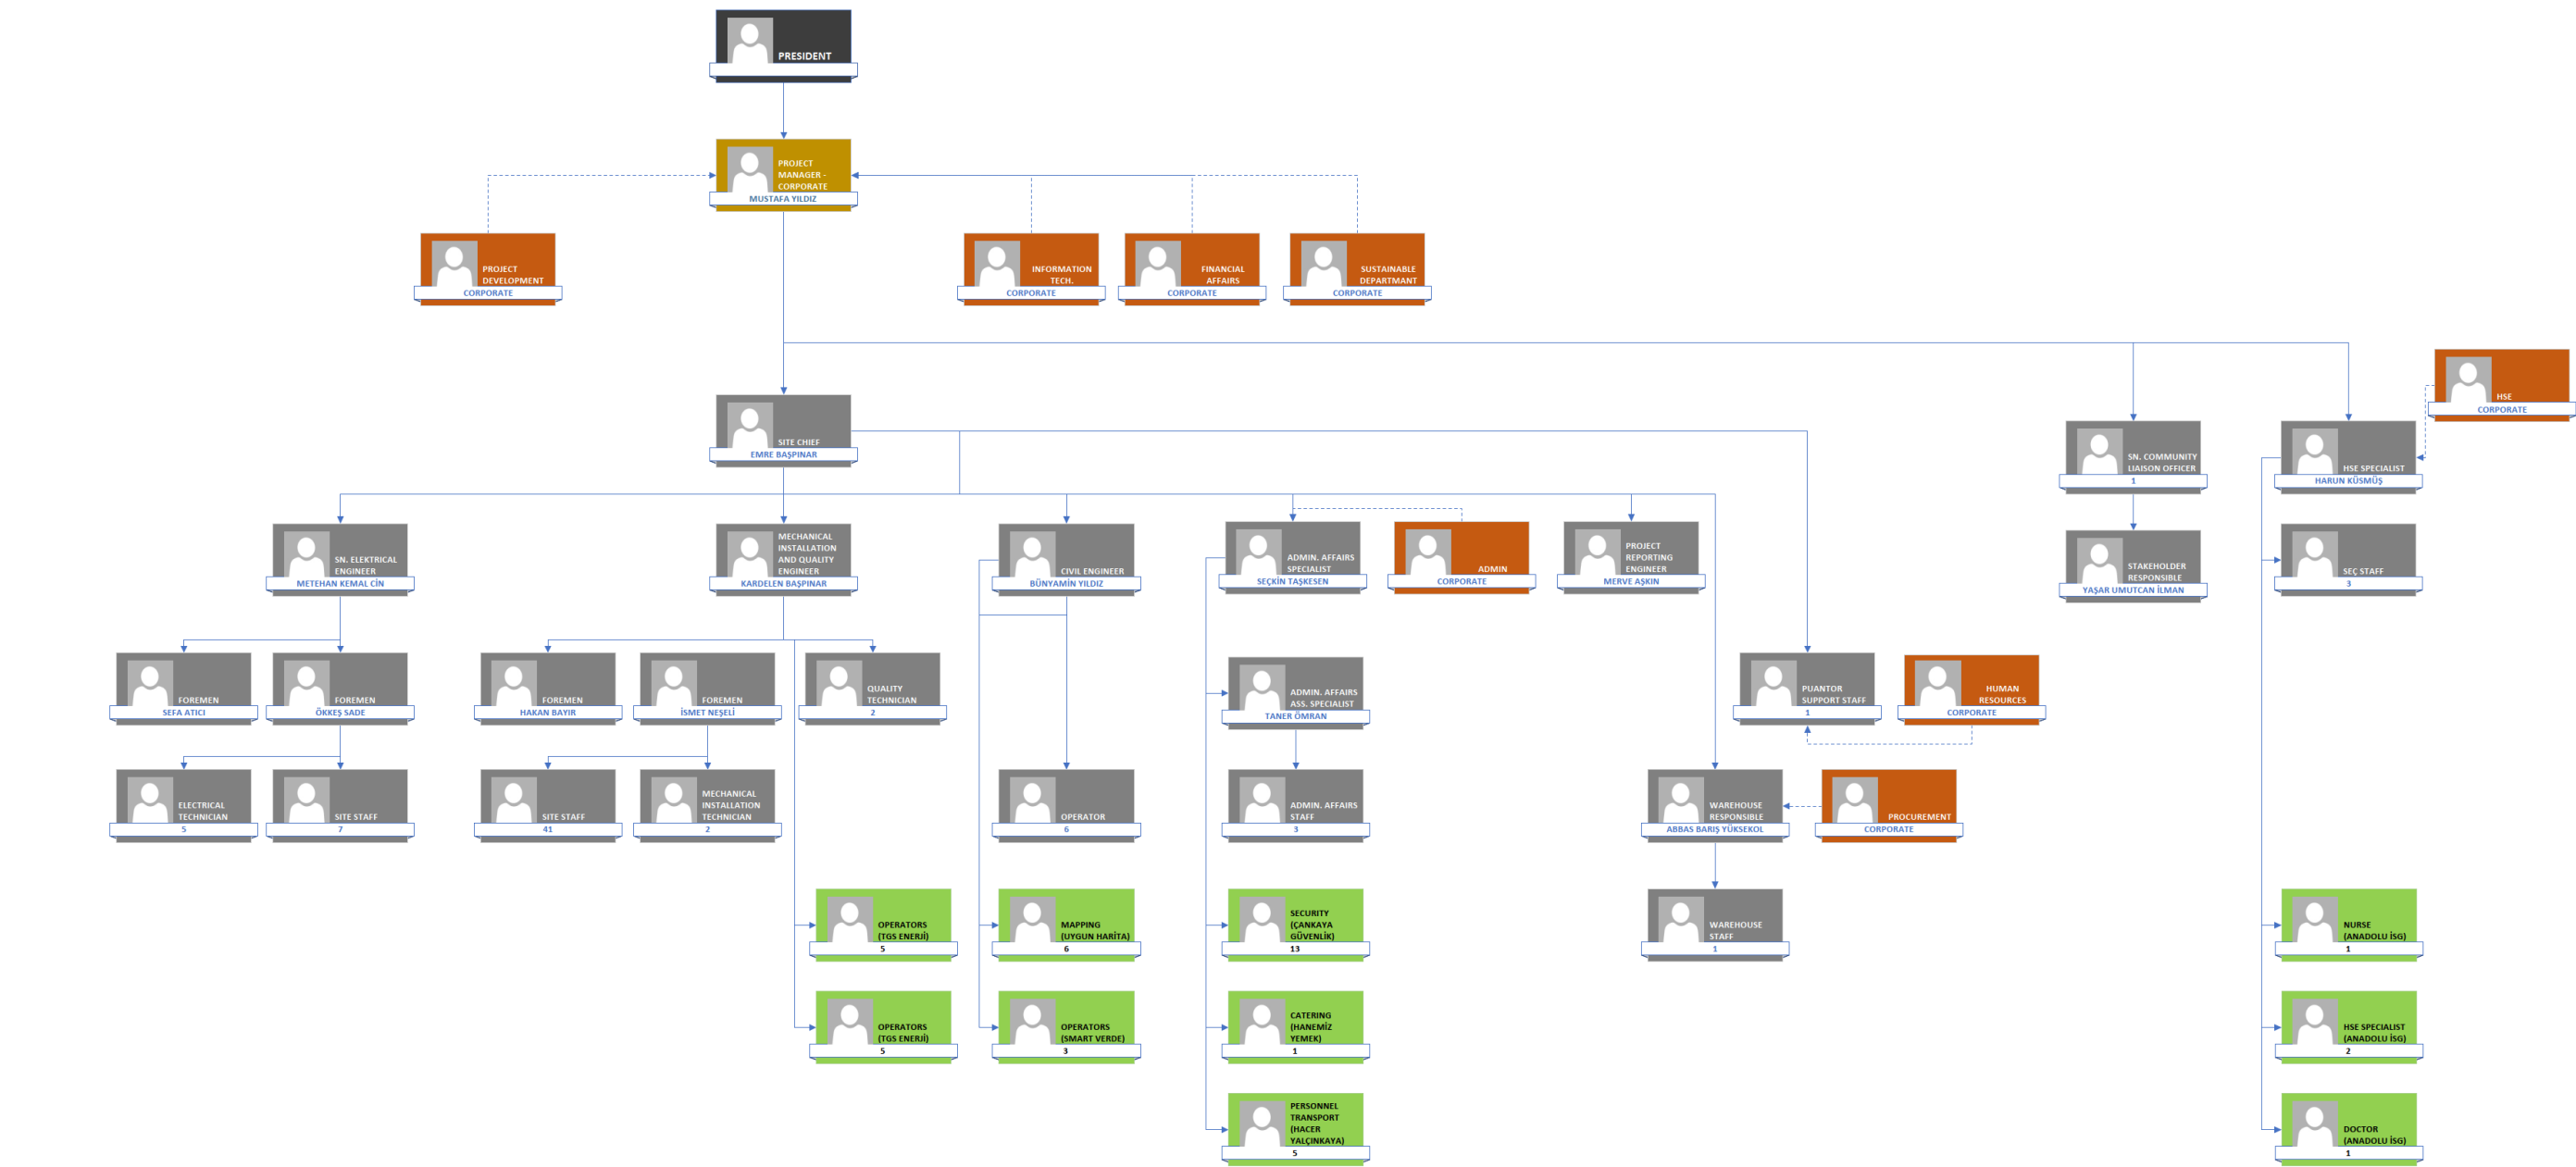 PRESIDENT
PROJECT
MANAGER -
CORPORATE
MUSTAFA YILDIZ
PROJECT
DEVELOPMENT
CORPORATE
INFORMATION
TECH.
CORPORATE
FINANCIAL
AFFAIRS
CORPORATE
SUSTAINABLE
DEPARTMANT
CORPORATE
HSE
CORPORATE
SITE CHIEF
EMRE BAŞPINAR
SN. COMMUNITY
LIAISON OFFICER
1
HSE SPECIALIST
HARUN KÜSMÜŞ
SN. ELEKTRICAL
ENGINEER
METEHAN KEMAL CİN
MECHANICAL
INSTALLATION
AND QUALITY
ENGINEER
KARDELEN BAŞPINAR
CIVIL ENGINEER
BÜNYAMİN YILDIZ
ADMIN. AFFAIRS
SPECIALIST
SEÇKİN TAŞKESEN
ADMIN
CORPORATE
PROJECT
REPORTING
ENGINEER
MERVE AŞKIN
STAKEHOLDER
RESPONSIBLE
YAŞAR UMUTCAN İLMAN
SEÇ STAFF
3
FOREMEN
SEFA ATICI
FOREMEN
ÖKKEŞ SADE
FOREMEN
HAKAN BAYIR
FOREMEN
İSMET NEŞELİ
QUALITY
TECHNICIAN
2
ADMIN. AFFAIRS
ASS. SPECIALIST
TANER ÖMRAN
PUANTOR
SUPPORT STAFF
1
HUMAN
RESOURCES
CORPORATE
ELECTRICAL
TECHNICIAN
5
SITE STAFF
7
SITE STAFF
41
MECHANICAL
INSTALLATION
TECHNICIAN
2
OPERATOR
6
ADMIN. AFFAIRS
STAFF
3
WAREHOUSE
RESPONSIBLE
ABBAS BARIŞ YÜKSEKOL
PROCUREMENT
CORPORATE
OPERATORS
(TGS ENERJİ)
5
MAPPING
(UYGUN HARİTA)
6
SECURITY
(ÇANKAYA
GÜVENLİK)
13
WAREHOUSE
STAFF
1
NURSE
(ANADOLU İSG)
1
OPERATORS
(TGS ENERJİ)
5
OPERATORS
(SMART VERDE)
3
CATERING
(HANEMİZ
YEMEK)
1
HSE SPECIALIST
(ANADOLU İSG)
2
PERSONNEL
TRANSPORT
(HACER
YALÇINKAYA)
5
DOCTOR
(ANADOLU İSG)
1